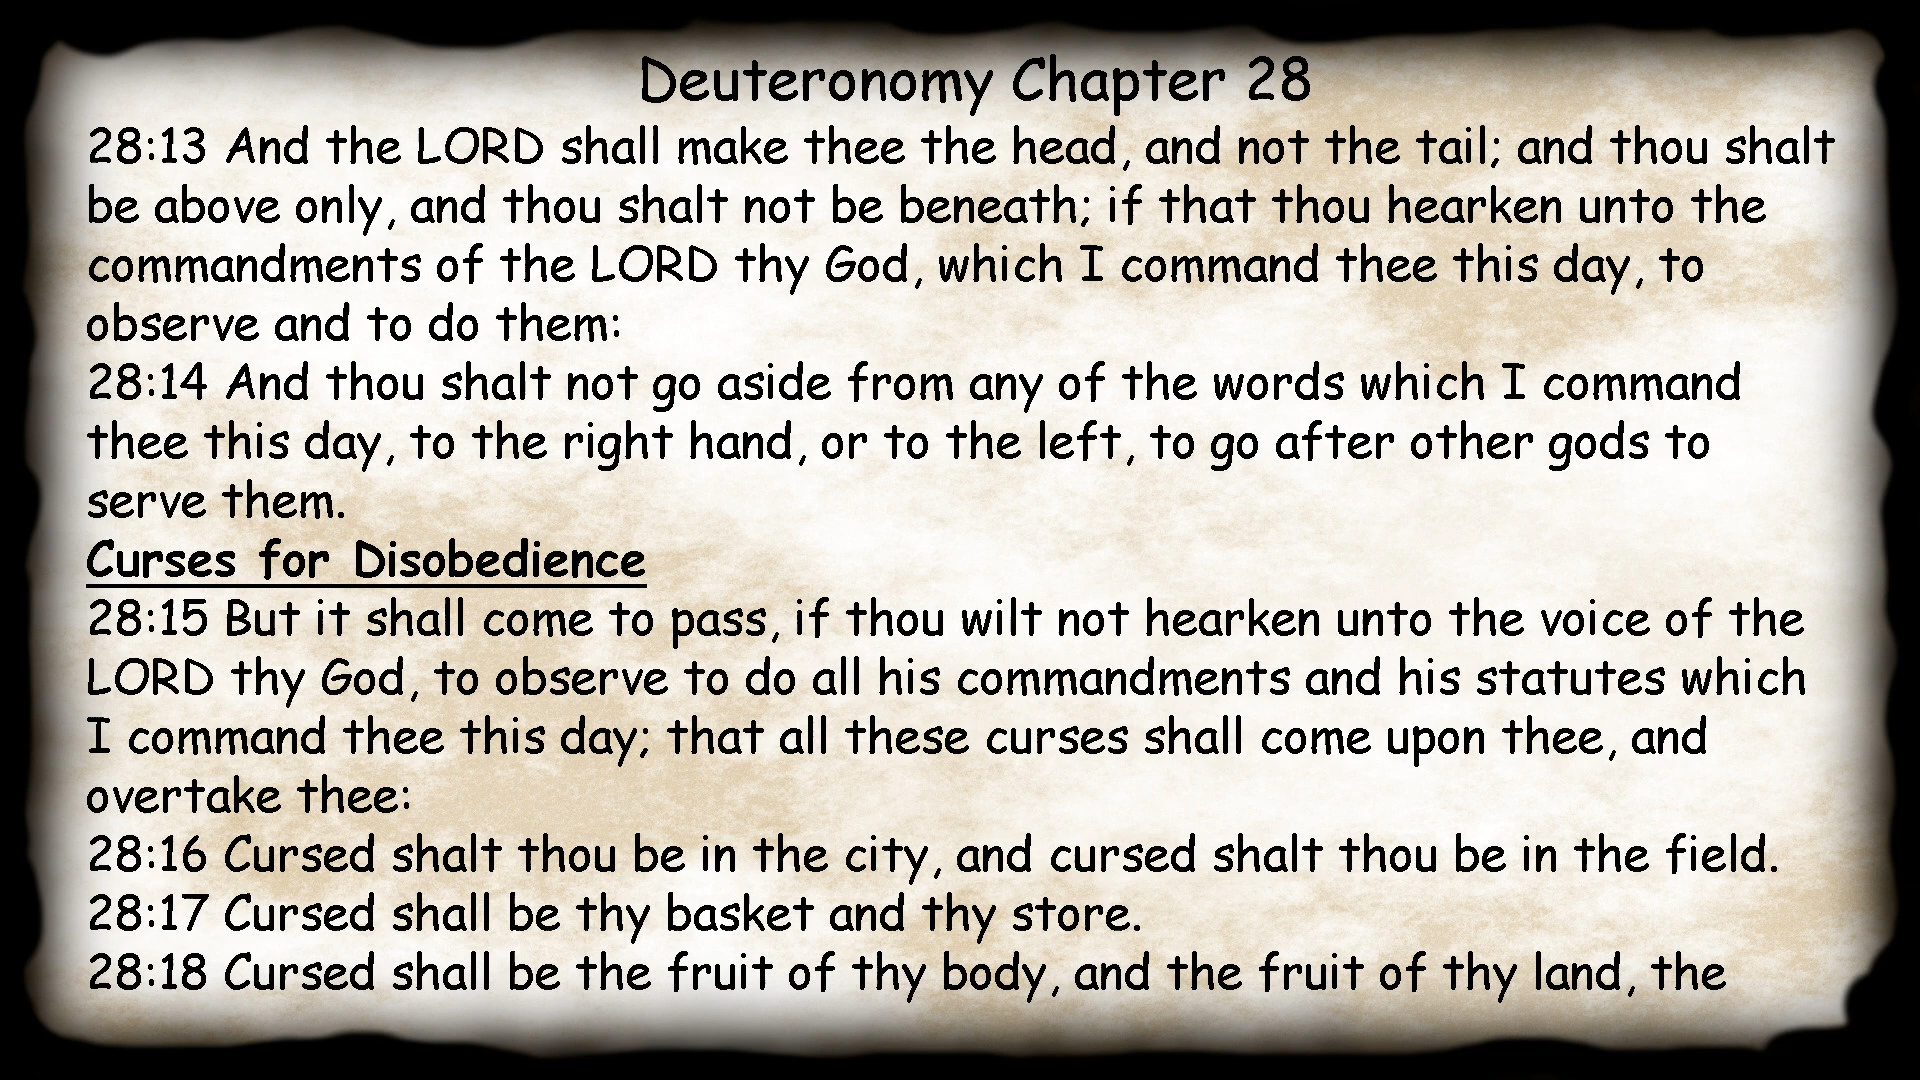 Deuteronomy Chapter 28
28:13 And the LORD shall make thee the head, and not the tail; and thou shalt
be above only, and thou shalt not be beneath; if that thou hearken unto the
commandments of the LORD thy God, which I command thee this day, to
observe and to do them:
28:14 And thou shalt not go aside from any of the words which I command
thee this day, to the right hand, or to the left, to go after other gods to
serve them.
Curses for Disobedience
28:15 But it shall come to pass, if thou wilt not hearken unto the voice of the
LORD thy God, to observe to do all his commandments and his statutes which
I command thee this day; that all these curses shall come upon thee, and
overtake thee:
28:16 Cursed shalt thou be in the city, and cursed shalt thou be in the field.
28:17 Cursed shall be thy basket and thy store.
28:18 Cursed shall be the fruit of thy body, and the fruit of thy land, the